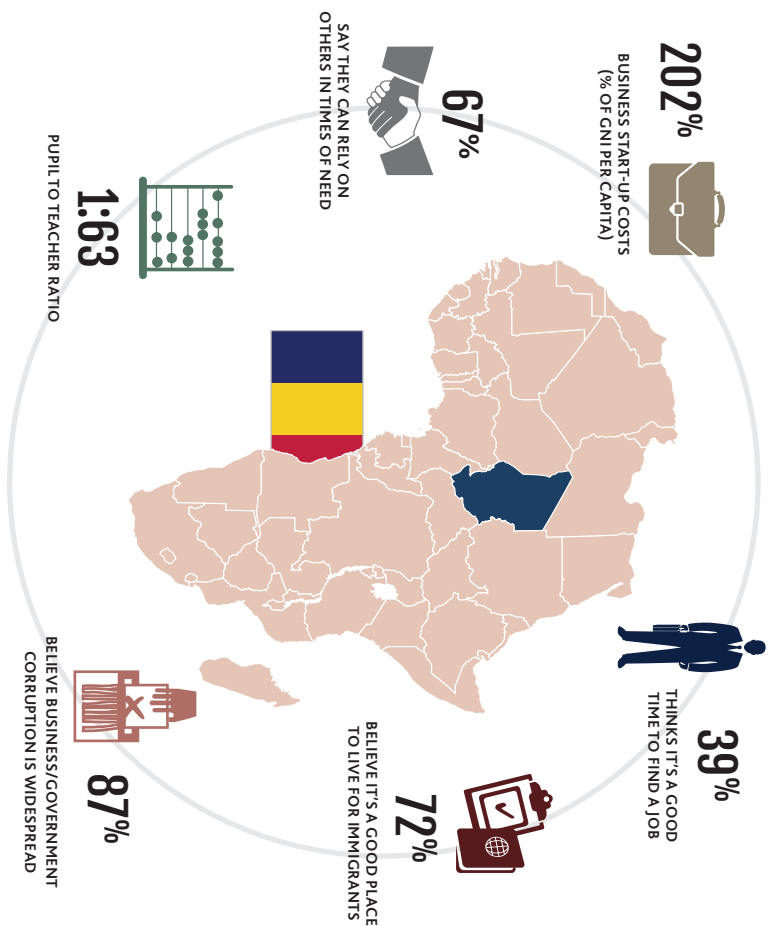 202%
BUSINESS START-UP COSTS
(% OF GNI PER CAPITA)
39%
THINKS IT'S A GOOD
TIME TO FIND A JOB
67%
SAY THEY CAN RELY ON
OTHERS IN TIMES OF NEED
72%
BELIEVE IT'S A GOOD PLACE
TO LIVE FOR IMMIGRANTS
1:63
PUPIL TO TEACHER RATIO
87%
BELIEVE BUSINESS/GOVERNMENT
CORRUPTION IS WIDESPREAD